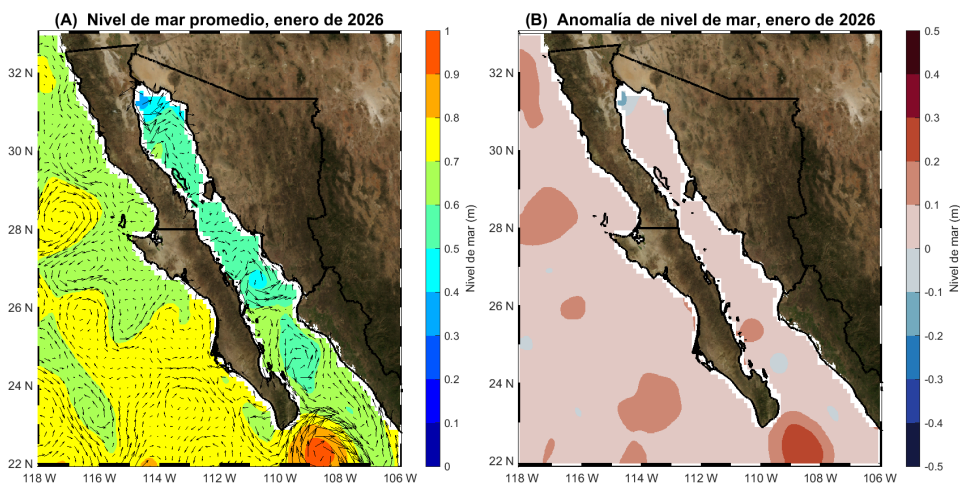 (A)  Nivel de mar promedio, enero de 2026
32 N
30 N
28 N
26 N
24 N
22 N
118 W
116 W
114 W
112 W
110 W
108 W
106 W
1
0.9
0.8
0.7
0.6
0.5
0.4
0.3
0.2
0.1
0
Nivel de mar (m)
(B)  Anomalía de nivel de mar, enero de 2026
32 N
30 N
28 N
26 N
24 N
22 N
118 W
116 W
114 W
112 W
110 W
108 W
106 W
0.5
0.4
0.3
0.2
0.1
0
-0.1
-0.2
-0.3
-0.4
-0.5
Nivel de mar (m)